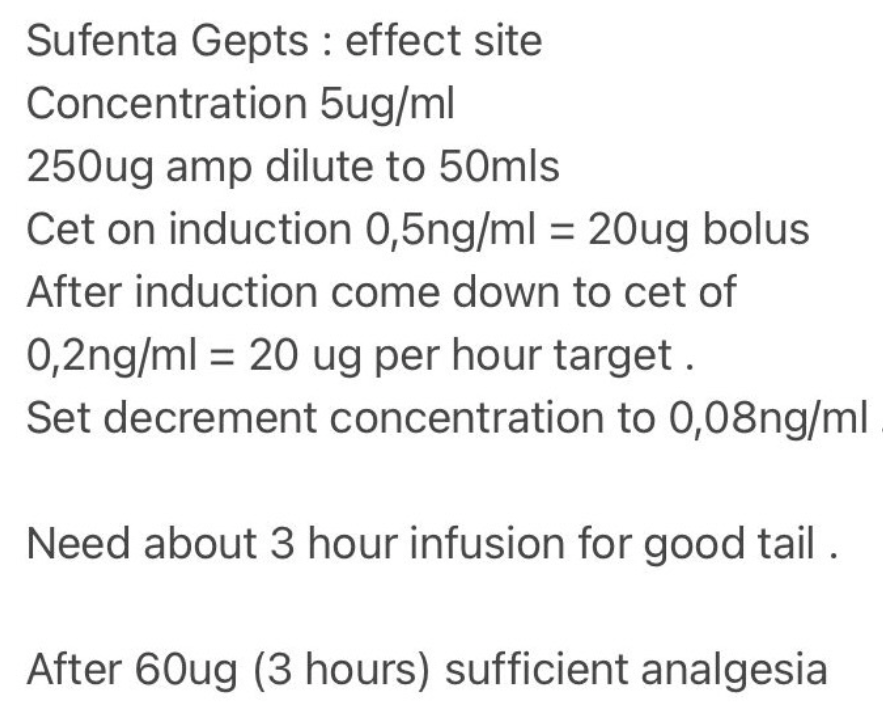 Sufenta Gepts : effect site
Concentration 5ug/ml
250ug amp dilute to 50mls
Cet on induction 0,5ng/ml = 20ug bolus
After induction come down to cet of
0,2ng/ml = 20 ug per hour target .
Set decrement concentration to 0,08ng/ml .
Need about 3 hour infusion for good tail .
After 60ug (3 hours) sufficient analgesia